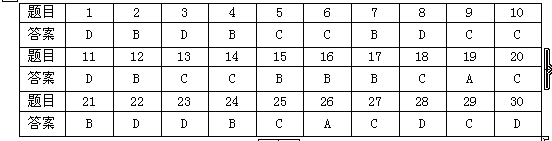 题目 1 2 3 4 5 6 7 8 9 10
答案 D B D B C C B D C C
题目 11 12 13 14 15 16 17 18 19 20
答案 D B C C B B B C A C
题目 21 22 23 24 25 26 27 28 29 30
答案 B D D B C A C D C D